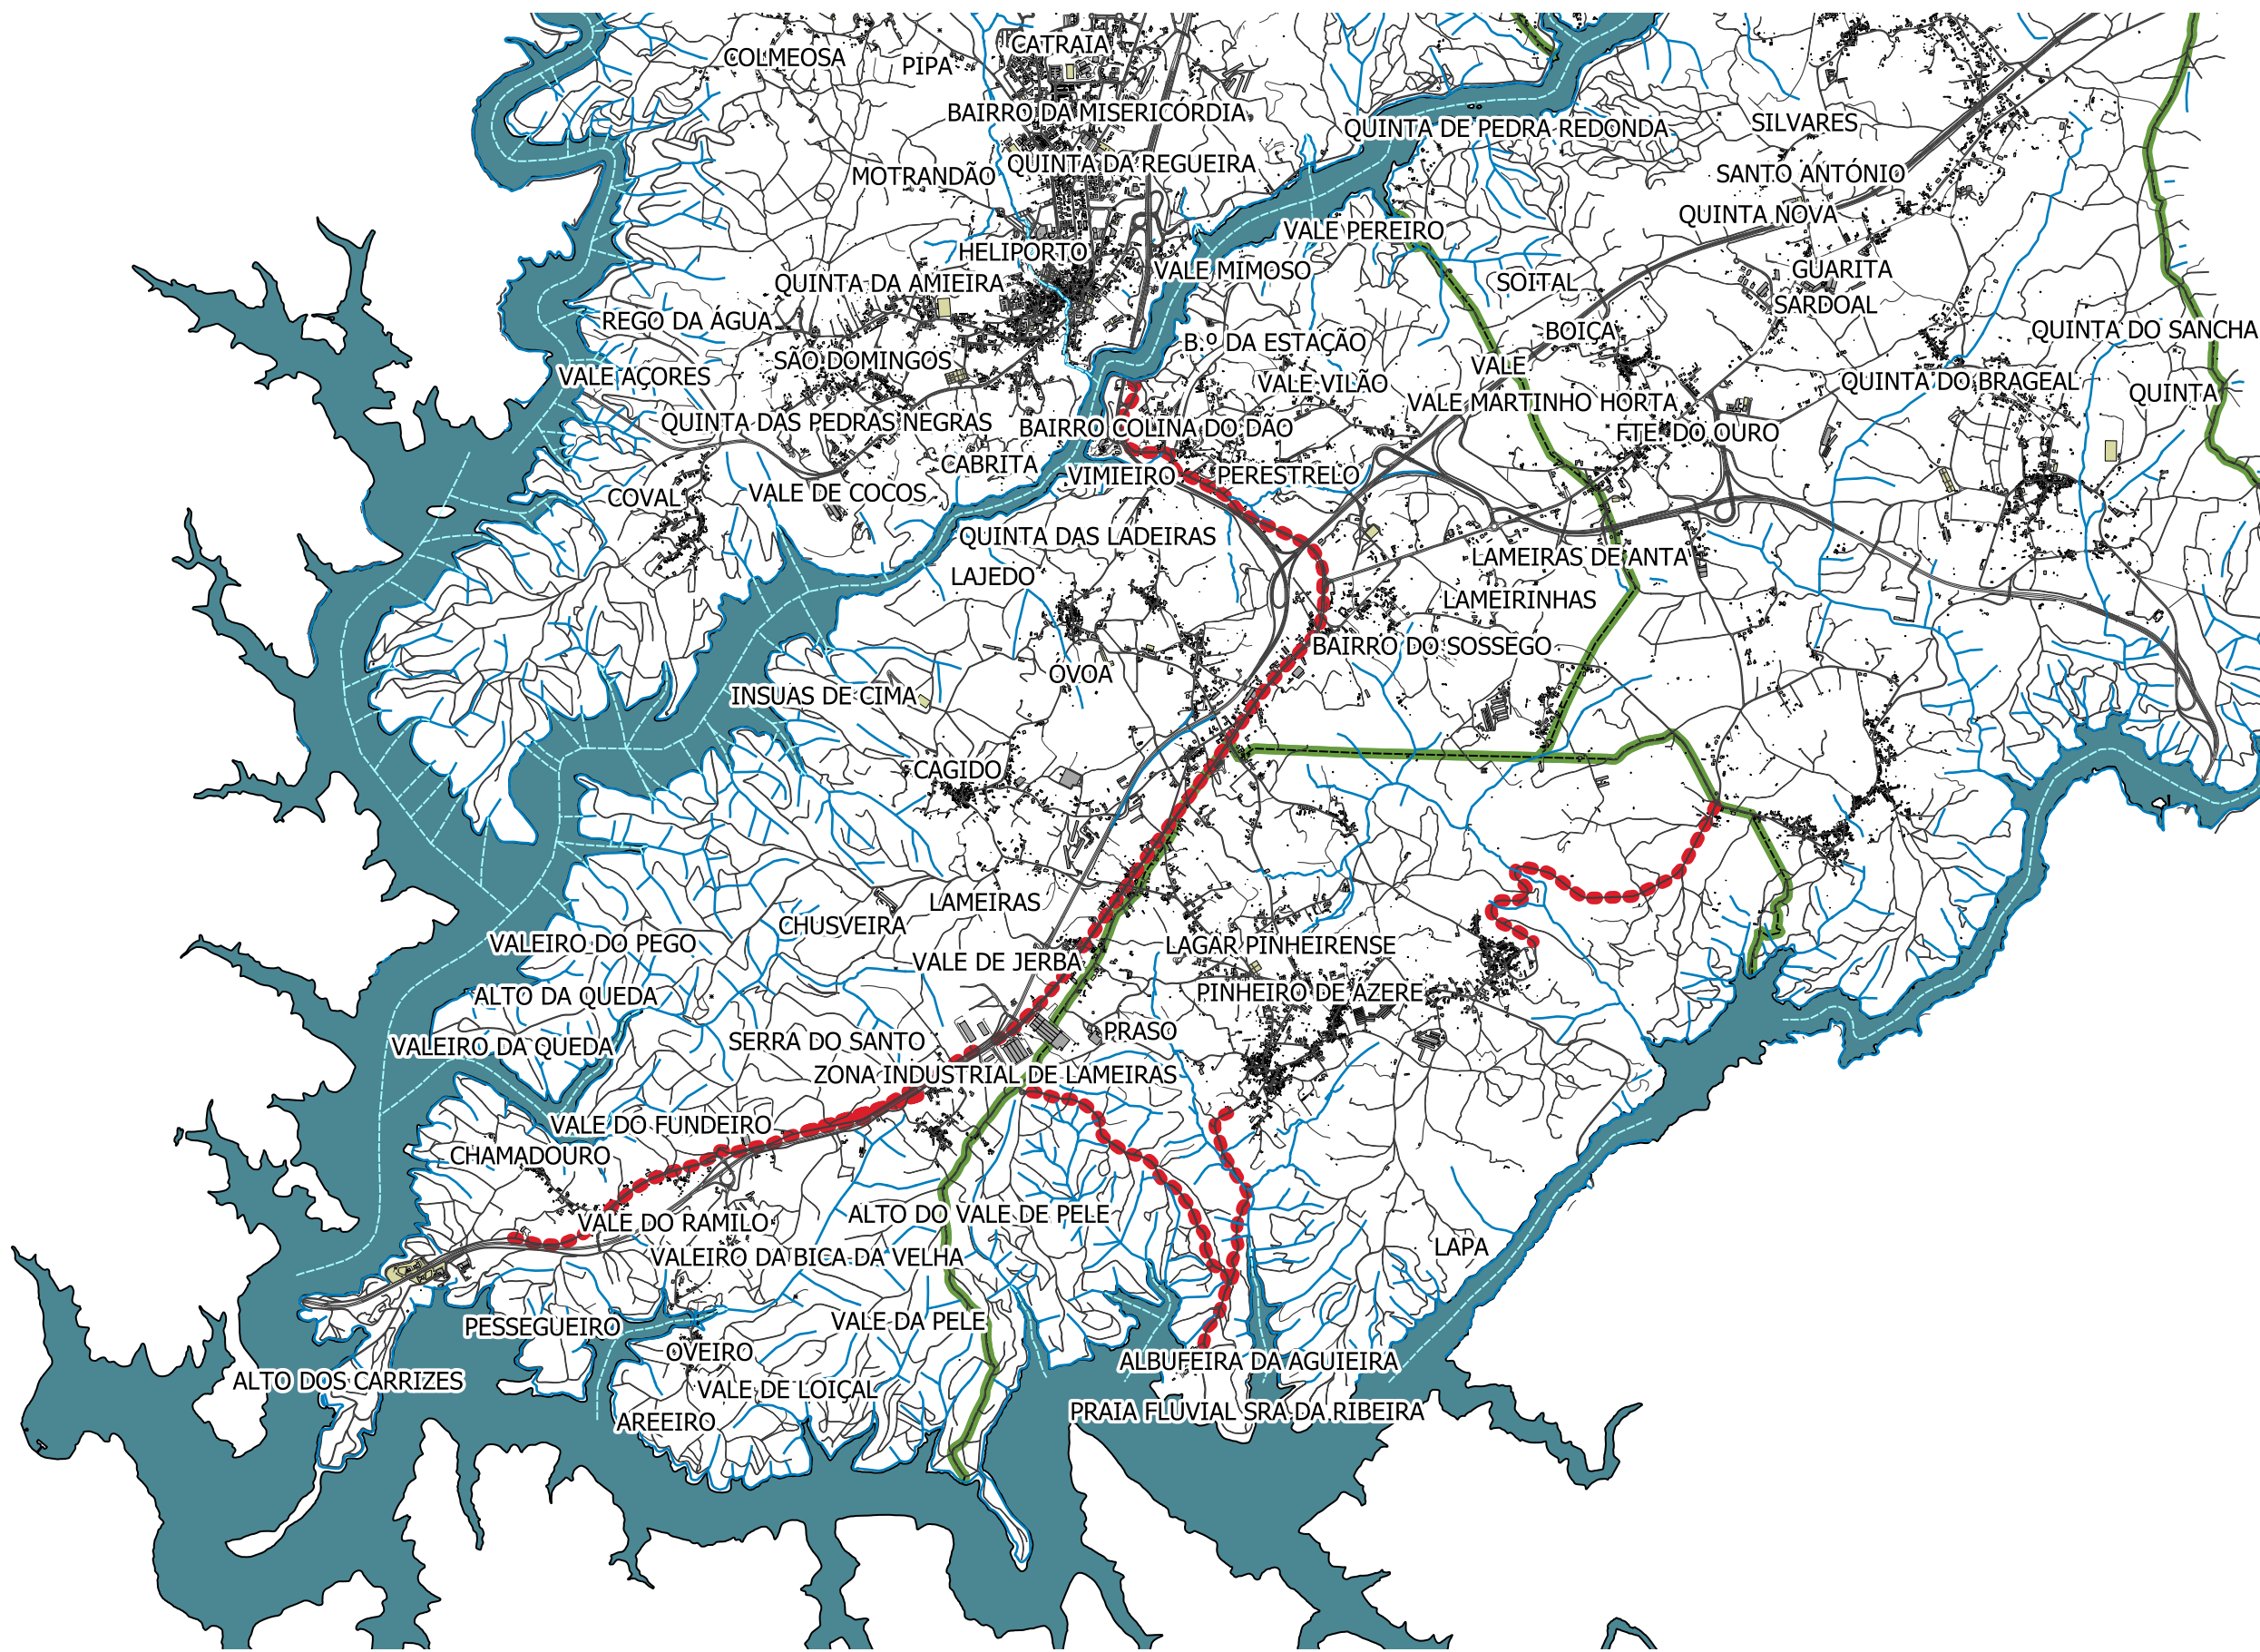 CATRAIA
COLMEOSA
PIPA
BAIRRO DA MISERICÓRDIA
QUINTA DE PEDRA REDONDA
SILVARES
QUINTA DA REGUEIRA
MOTRANDÃO
SANTO ANTÓNIO
QUINTA NOVA
VALE PEREIRO
HELIPORTO
VALE MIMOSO
GUARITA
QUINTA DA AMIEIRA
SOITAL
SARDOAL
REGO DA ÁGUA
BOIÇA
QUINTA DO SANCHA
B.º DA ESTAÇÃO
SÃO DOMINGOS
VALE
VALE AÇORES
VALE VILÃO
QUINTA DO BRAGEAL
QUINTA
VALE MARTINHO HORTA
QUINTA DAS PEDRAS NEGRAS
BAIRRO COLINA DO DÃO
FTE. DO OURO
CABRITA
VIMIEIRO
PERESTRELO
COVAL
VALE DE COCOS
QUINTA DAS LADEIRAS
LAMEIRAS DE ANTA
LAJEDO
LAMEIRINHAS
BAIRRO DO SOSSEGO
ÓVOA
INSUAS DE CIMA
CAGIDO
LAMEIRAS
CHUSVEIRA
VALEIRO DO PEGO
LAGAR PINHEIRENSE
VALE DE JERBA
ALTO DA QUEDA
PINHEIRO DE ÁZERE
PRASO
SERRA DO SANTO
VALEIRO DA QUEDA
ZONA INDUSTRIAL DE LAMEIRAS
VALE DO FUNDEIRO
CHAMADOURO
ALTO DO VALE DE PELE
VALE DO RAMILO
LAPA
VALEIRO DA BICA DA VELHA
VALE DA PELE
PESSEGUEIRO
OVEIRO
ALBUFEIRA DA AGUIEIRA
ALTO DOS CARRIZES
VALE DE LOIÇAL
PRAIA FLUVIAL SRA DA RIBEIRA
AREEIRO